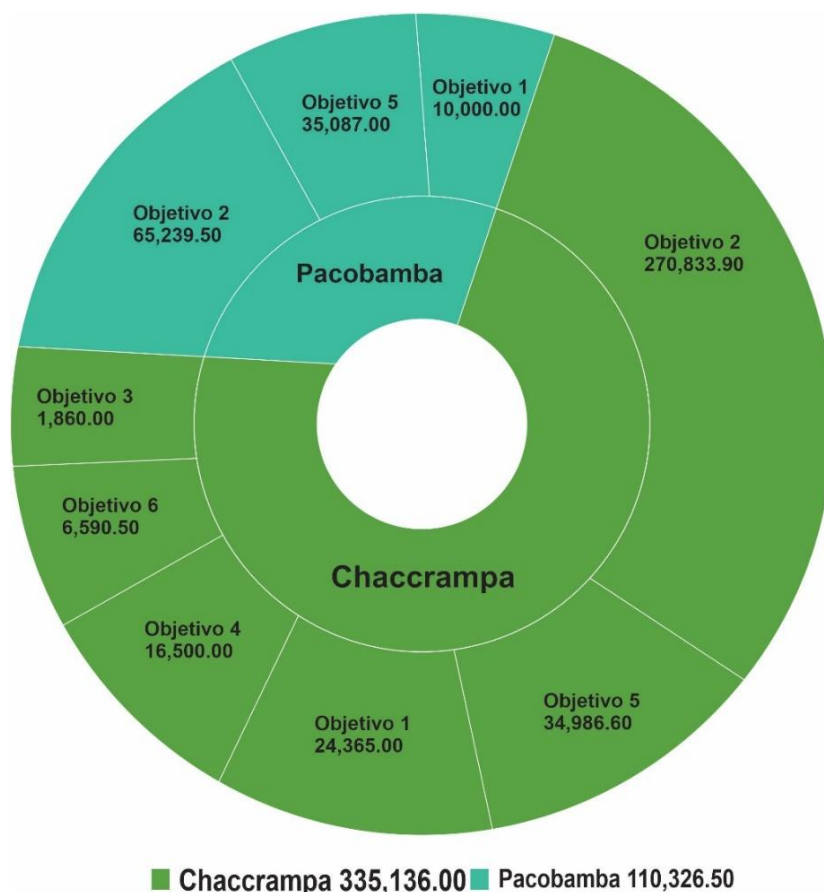 Objetivo 1
10,000.00
Objetivo 5
35,087.00
Objetivo 2
65,239.50
Pacobamba
Objetivo 2
270,833.90
Objetivo 3
1,860.00
Objetivo 6
6,590.50
Objetivo 4
16,500.00
Objetivo 1
24,365.00
Objetivo 5
34,986.60
Chaccrampa
Chaccrampa 335,136.00 Pacobamba 110,326.50